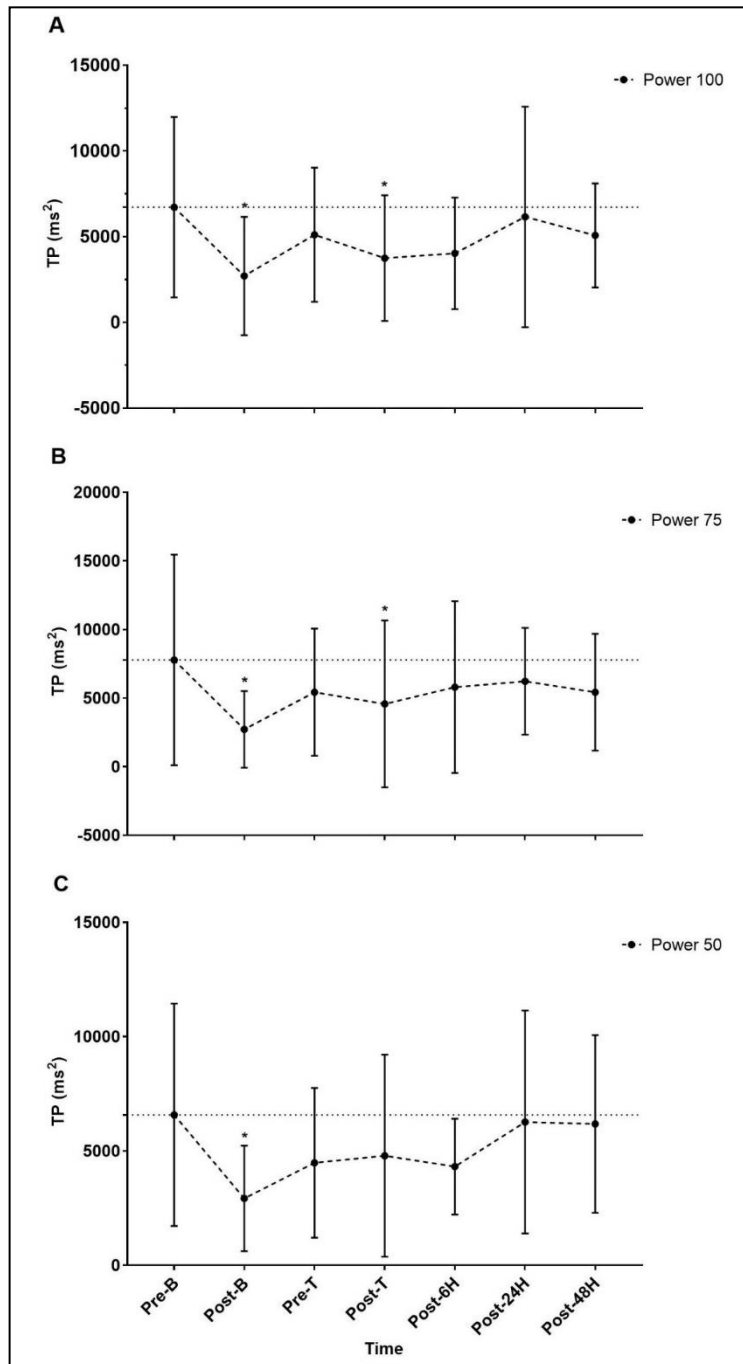 A
15000
10000
5000
0
-5000
TP (ms²)
Power 100
*
*
B
20000
15000
10000
5000
0
-5000
TP (ms²)
Power 75
*
*
C
15000
10000
5000
0
TP (ms²)
Power 50
*
Pre-B
Post-B
Pre-T
Post-T
Post-6H
Post-24H
Post-48H
Time